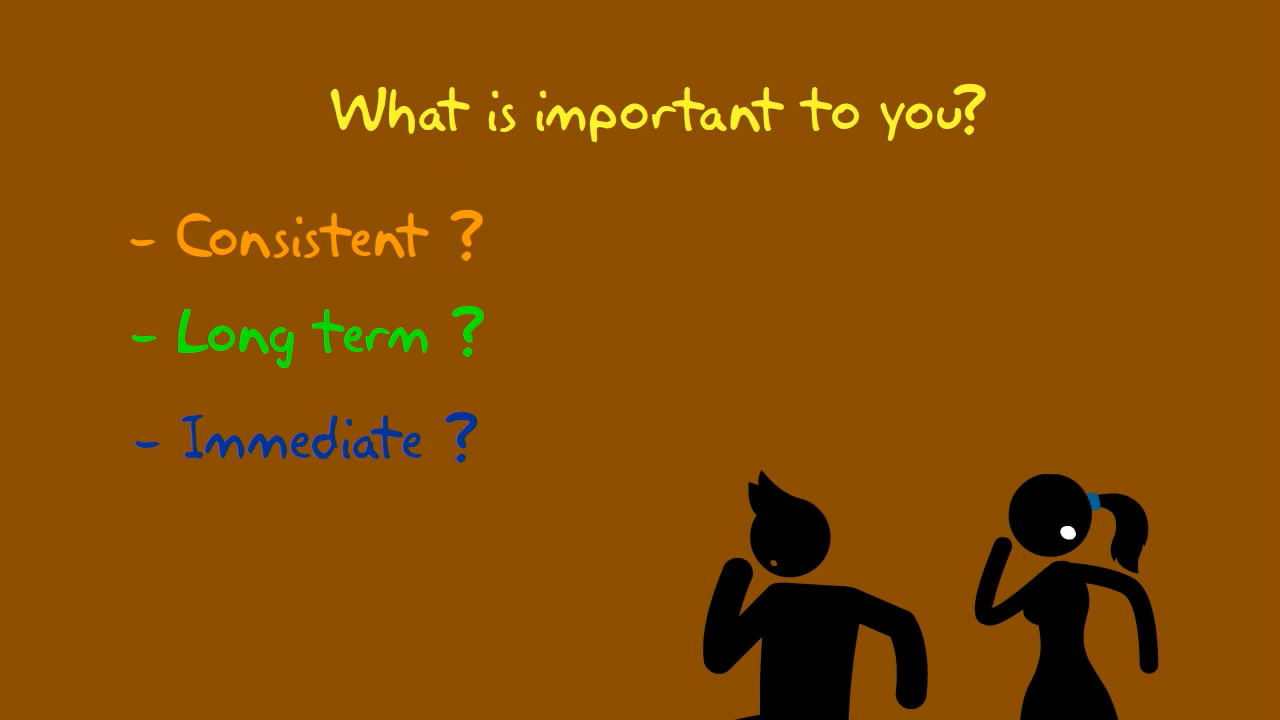 What is important to you?
- Consistent ?
- Long term ?
- Immediate ?